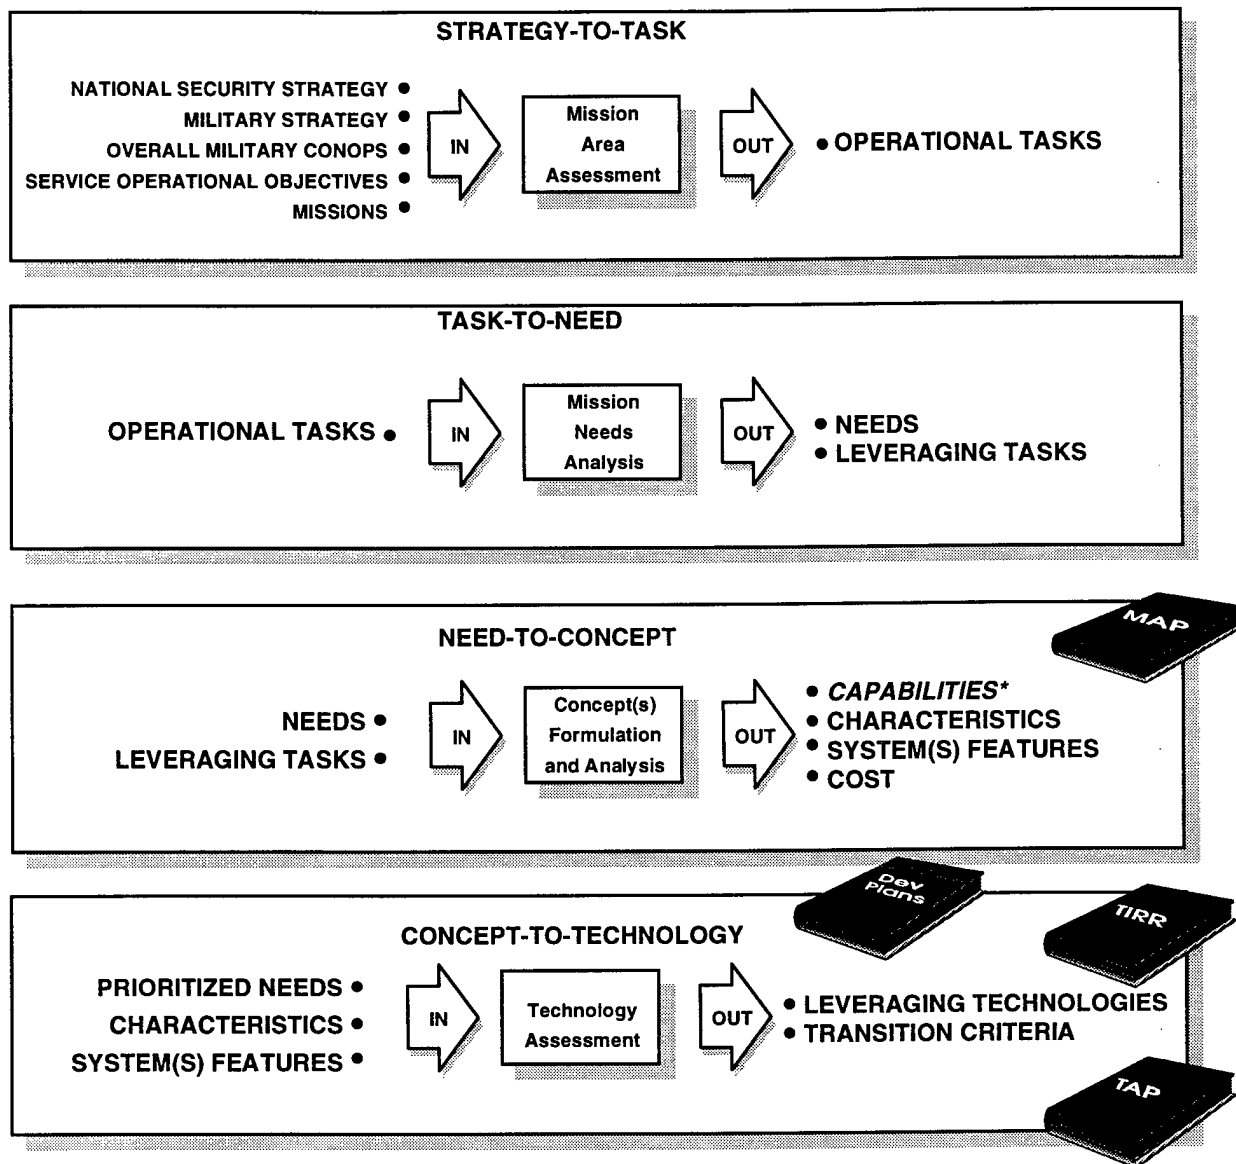 STRATEGY-TO-TASK
NATIONAL SECURITY STRATEGY •
MILITARY STRATEGY •
OVERALL MILITARY CONOPS •
SERVICE OPERATIONAL OBJECTIVES •
MISSIONS •
IN
Mission
Area
Assessment
OUT
• OPERATIONAL TASKS
TASK-TO-NEED
OPERATIONAL TASKS •
IN
Mission
Needs
Analysis
OUT
• NEEDS
• LEVERAGING TASKS
MAP
NEED-TO-CONCEPT
NEEDS •
LEVERAGING TASKS •
IN
Concept(s)
Formulation
and Analysis
OUT
• CAPABILITIES*
• CHARACTERISTICS
• SYSTEM(S) FEATURES
• COST
Dev
Plans
TIRR
CONCEPT-TO-TECHNOLOGY
PRIORITIZED NEEDS •
CHARACTERISTICS •
SYSTEM(S) FEATURES •
IN
Technology
Assessment
OUT
• LEVERAGING TECHNOLOGIES
• TRANSITION CRITERIA
TAP